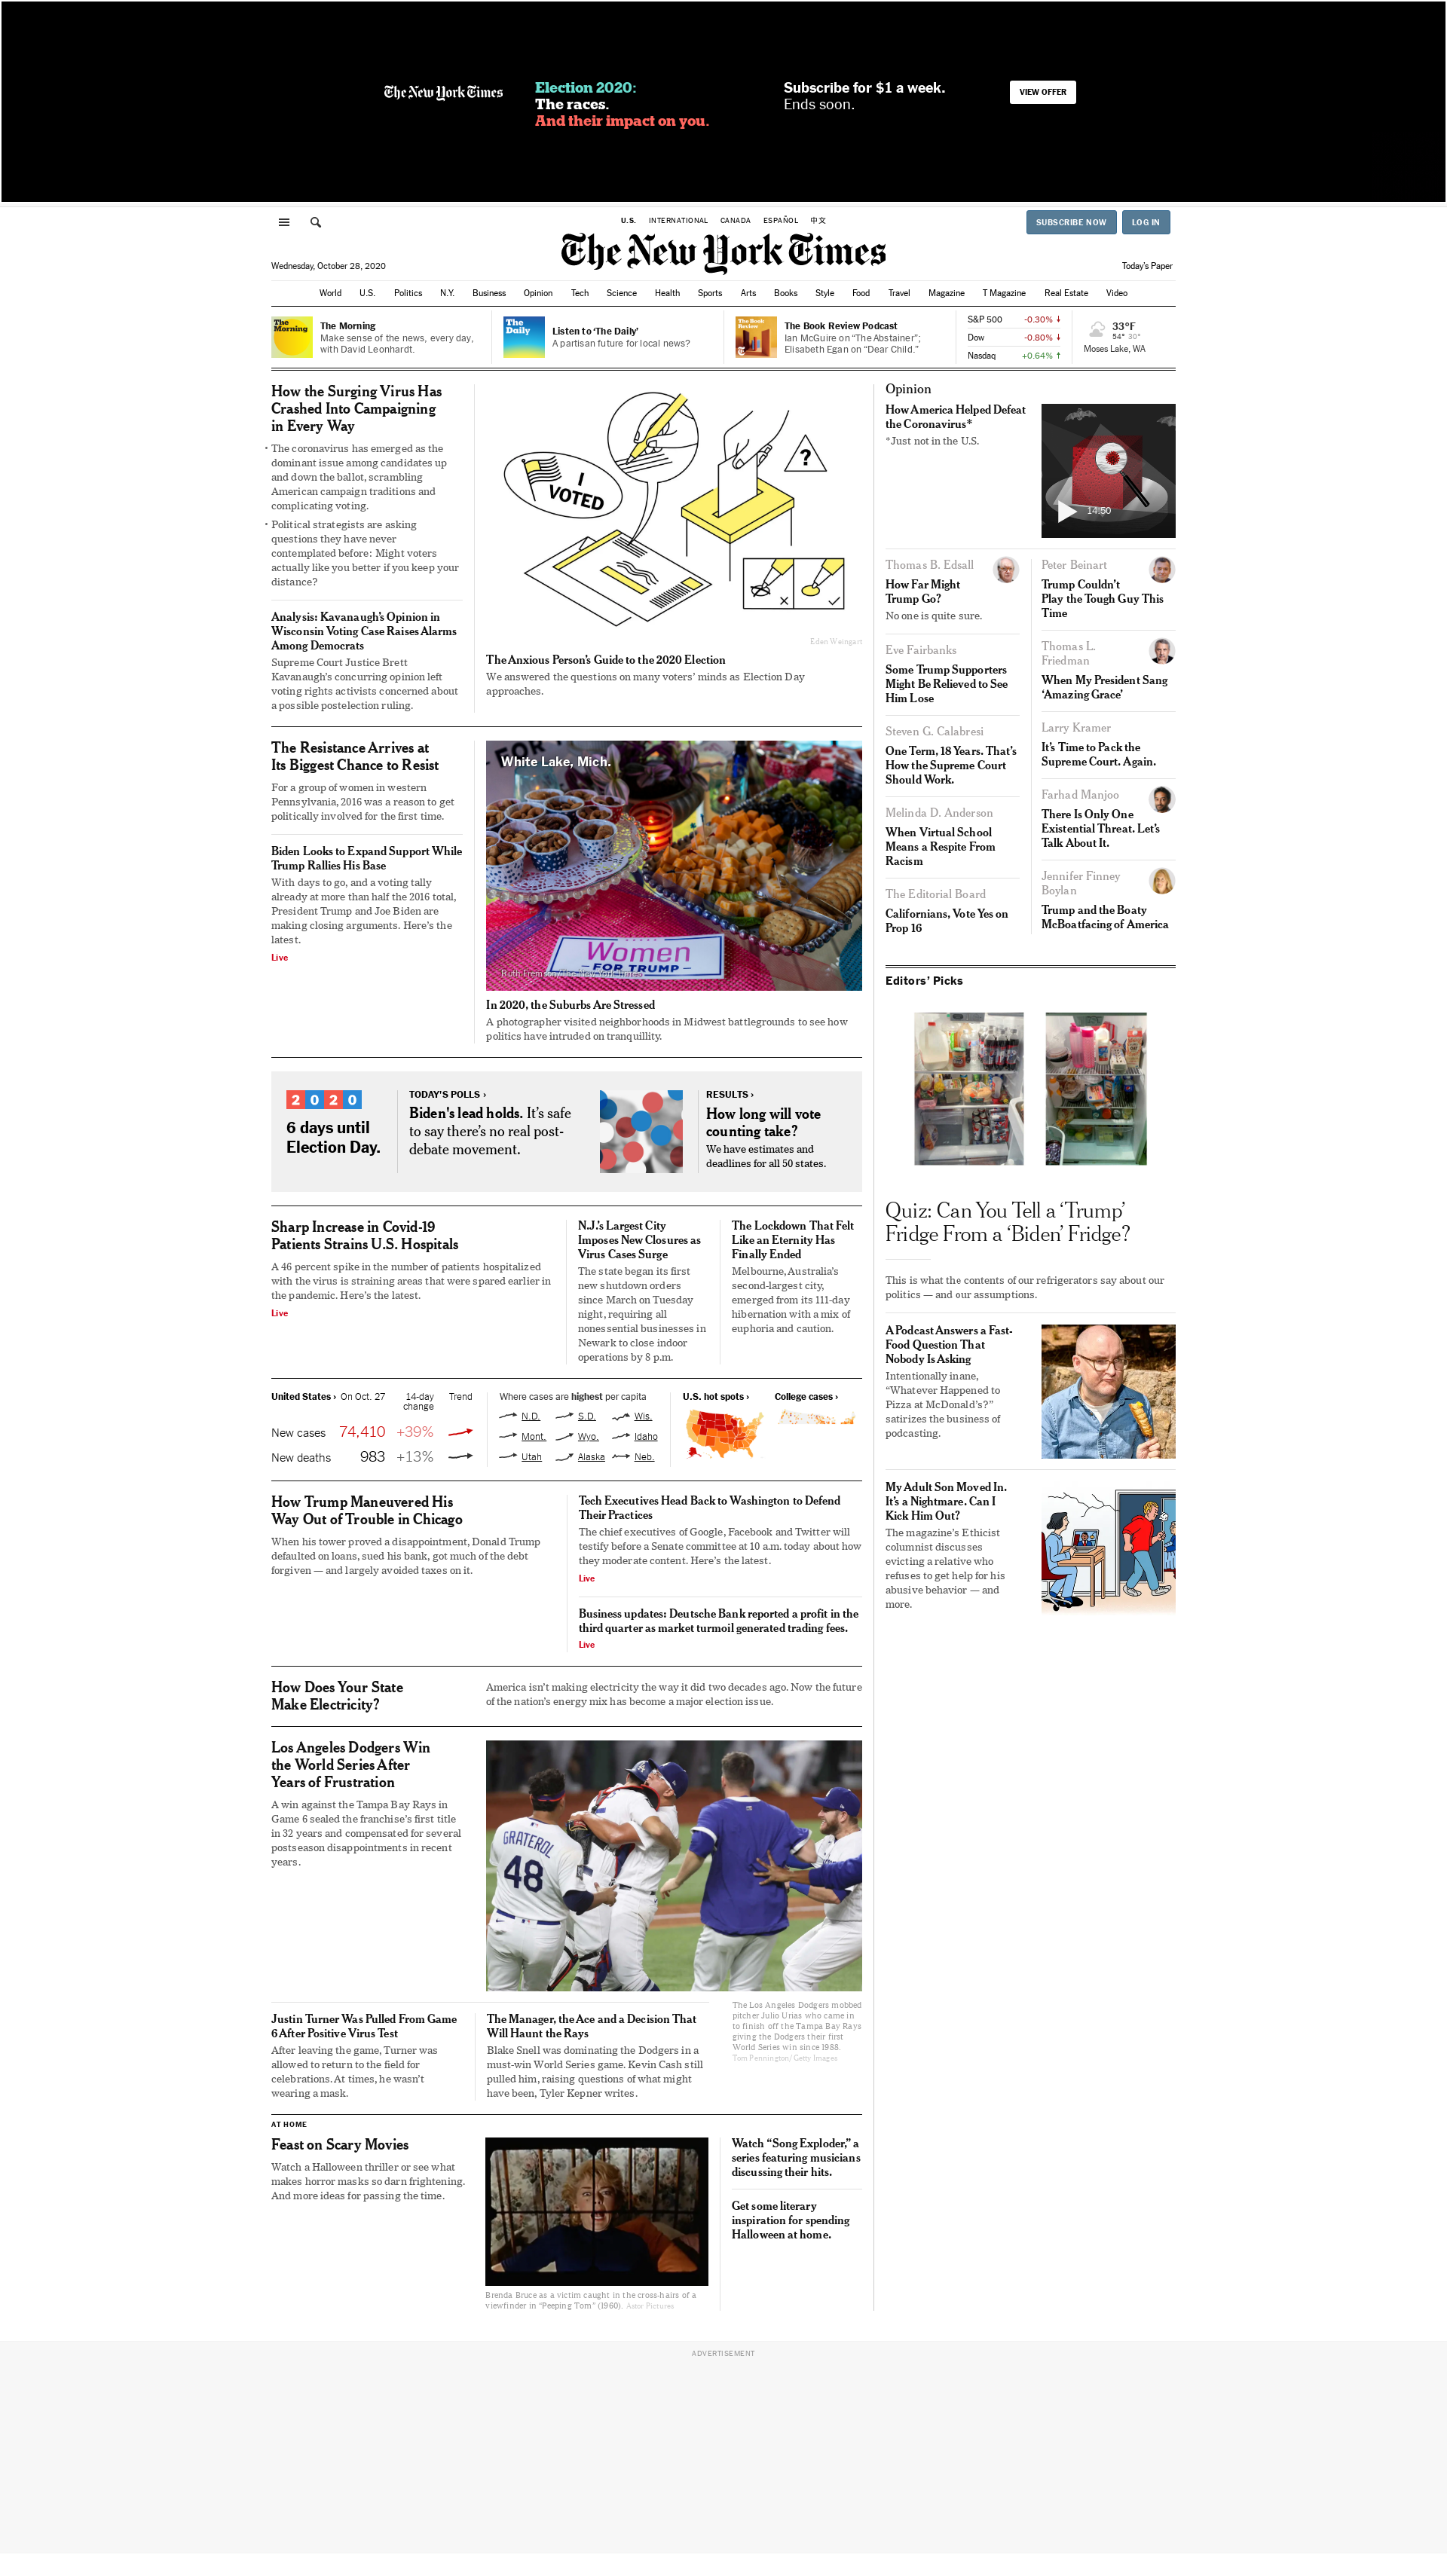 The New York Times
Election 2020:
The races.
And their impact on you.
Subscribe for $1 a week.
Ends soon.
VIEW OFFER
U.S. INTERNATIONAL CANADA ESPAÑOL 中文
SUBSCRIBE NOW LOG IN
The New York Times
Wednesday, October 28, 2020
Today's Paper
World U.S. Politics N.Y. Business Opinion Tech Science Health Sports Arts Books Style Food Travel Magazine T Magazine Real Estate Video
The Morning
The Morning
Make sense of the news, every day,
with David Leonhardt.
The Daily
Listen to ‘The Daily’
A partisan future for local news?
The Book Review
The Book Review Podcast
Ian McGuire on “The Abstainer”;
Elisabeth Egan on “Dear Child.”
S&P 500 -0.30%
Dow -0.80%
Nasdaq +0.64%
33°F
54° 30°
Moses Lake, WA
How the Surging Virus Has
Crashed Into Campaigning
in Every Way
• The coronavirus has emerged as the
dominant issue among candidates up
and down the ballot, scrambling
American campaign traditions and
complicating voting.
• Political strategists are asking
questions they have never
contemplated before: Might voters
actually like you better if you keep your
distance?
Analysis: Kavanaugh’s Opinion in
Wisconsin Voting Case Raises Alarms
Among Democrats
Supreme Court Justice Brett
Kavanaugh’s concurring opinion left
voting rights activists concerned about
a possible postelection ruling.
I VOTED
?
Eden Weingart
The Anxious Person’s Guide to the 2020 Election
We answered the questions on many voters’ minds as Election Day
approaches.
The Resistance Arrives at
Its Biggest Chance to Resist
For a group of women in western
Pennsylvania, 2016 was a reason to get
politically involved for the first time.
Biden Looks to Expand Support While
Trump Rallies His Base
With days to go, and a voting tally
already at more than half the 2016 total,
President Trump and Joe Biden are
making closing arguments. Here’s the
latest.
Live
White Lake, Mich.
Women
FOR TRUMP
Ruth Fremson/The New York Times
In 2020, the Suburbs Are Stressed
A photographer visited neighborhoods in Midwest battlegrounds to see how
politics have intruded on tranquillity.
2020
6 days until
Election Day.
TODAY’S POLLS ›
Biden's lead holds. It’s safe
to say there’s no real post-
debate movement.
RESULTS ›
How long will vote
counting take?
We have estimates and
deadlines for all 50 states.
Sharp Increase in Covid-19
Patients Strains U.S. Hospitals
A 46 percent spike in the number of patients hospitalized
with the virus is straining areas that were spared earlier in
the pandemic. Here’s the latest.
Live
N.J.’s Largest City
Imposes New Closures as
Virus Cases Surge
The state began its first
new shutdown orders
since March on Tuesday
night, requiring all
nonessential businesses in
Newark to close indoor
operations by 8 p.m.
The Lockdown That Felt
Like an Eternity Has
Finally Ended
Melbourne, Australia’s
second-largest city,
emerged from its 111-day
hibernation with a mix of
euphoria and caution.
United States › On Oct. 27 14-day change Trend
New cases 74,410 +39%
New deaths 983 +13%
Where cases are highest per capita
N.D. S.D. Wis.
Mont. Wyo. Idaho
Utah Alaska Neb.
U.S. hot spots ›
College cases ›
How Trump Maneuvered His
Way Out of Trouble in Chicago
When his tower proved a disappointment, Donald Trump
defaulted on loans, sued his bank, got much of the debt
forgiven — and largely avoided taxes on it.
Tech Executives Head Back to Washington to Defend
Their Practices
The chief executives of Google, Facebook and Twitter will
testify before a Senate committee at 10 a.m. today about how
they moderate content. Here’s the latest.
Live
Business updates: Deutsche Bank reported a profit in the
third quarter as market turmoil generated trading fees.
Live
How Does Your State
Make Electricity?
America isn’t making electricity the way it did two decades ago. Now the future
of the nation’s energy mix has become a major election issue.
Los Angeles Dodgers Win
the World Series After
Years of Frustration
A win against the Tampa Bay Rays in
Game 6 sealed the franchise’s first title
in 32 years and compensated for several
postseason disappointments in recent
years.
GRATEROL
48
The Los Angeles Dodgers mobbed
pitcher Julio Urias who came in
to finish off the Tampa Bay Rays
giving the Dodgers their first
World Series win since 1988.
Tom Pennington/Getty Images
Justin Turner Was Pulled From Game
6 After Positive Virus Test
After leaving the game, Turner was
allowed to return to the field for
celebrations. At times, he wasn’t
wearing a mask.
The Manager, the Ace and a Decision That
Will Haunt the Rays
Blake Snell was dominating the Dodgers in a
must-win World Series game. Kevin Cash still
pulled him, raising questions of what might
have been, Tyler Kepner writes.
AT HOME
Feast on Scary Movies
Watch a Halloween thriller or see what
makes horror masks so darn frightening.
And more ideas for passing the time.
Brenda Bruce as a victim caught in the cross-hairs of a
viewfinder in “Peeping Tom” (1960). Astor Pictures
Watch “Song Exploder,” a
series featuring musicians
discussing their hits.
Get some literary
inspiration for spending
Halloween at home.
Opinion
How America Helped Defeat
the Coronavirus*
*Just not in the U.S.
14:50
Thomas B. Edsall
How Far Might
Trump Go?
No one is quite sure.
Eve Fairbanks
Some Trump Supporters
Might Be Relieved to See
Him Lose
Steven G. Calabresi
One Term, 18 Years. That’s
How the Supreme Court
Should Work.
Melinda D. Anderson
When Virtual School
Means a Respite From
Racism
The Editorial Board
Californians, Vote Yes on
Prop 16
Peter Beinart
Trump Couldn’t
Play the Tough Guy This
Time
Thomas L.
Friedman
When My President Sang
‘Amazing Grace’
Larry Kramer
It’s Time to Pack the
Supreme Court. Again.
Farhad Manjoo
There Is Only One
Existential Threat. Let’s
Talk About It.
Jennifer Finney
Boylan
Trump and the Boaty
McBoatfacing of America
Editors’ Picks
Quiz: Can You Tell a ‘Trump’
Fridge From a ‘Biden’ Fridge?
This is what the contents of our refrigerators say about our
politics — and our assumptions.
A Podcast Answers a Fast-
Food Question That
Nobody Is Asking
Intentionally inane,
“Whatever Happened to
Pizza at McDonald’s?”
satirizes the business of
podcasting.
My Adult Son Moved In.
It’s a Nightmare. Can I
Kick Him Out?
The magazine’s Ethicist
columnist discusses
evicting a relative who
refuses to get help for his
abusive behavior — and
more.
ADVERTISEMENT